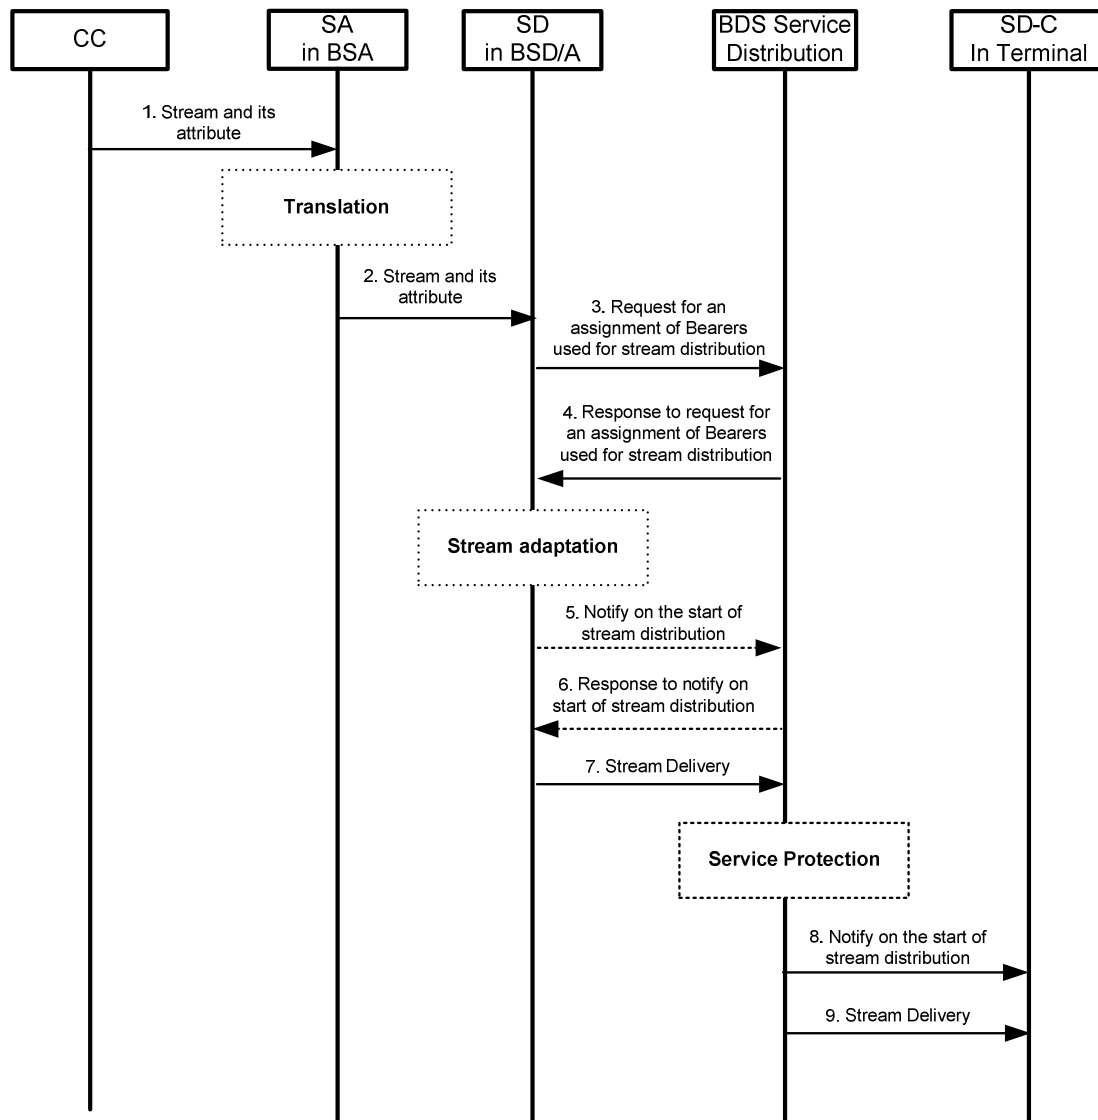 CC
SA
in BSA
SD
in BSD/A
BDS Service
Distribution
SD-C
In Terminal
1. Stream and its
attribute
Translation
2. Stream and its
attribute
3. Request for an
assignment of Bearers
used for stream distribution
4. Response to request for
an assignment of Bearers
used for stream distribution
Stream adaptation
5. Notify on the start of
stream distribution
6. Response to notify on
start of stream distribution
7. Stream Delivery
Service Protection
8. Notify on the start of
stream distribution
9. Stream Delivery